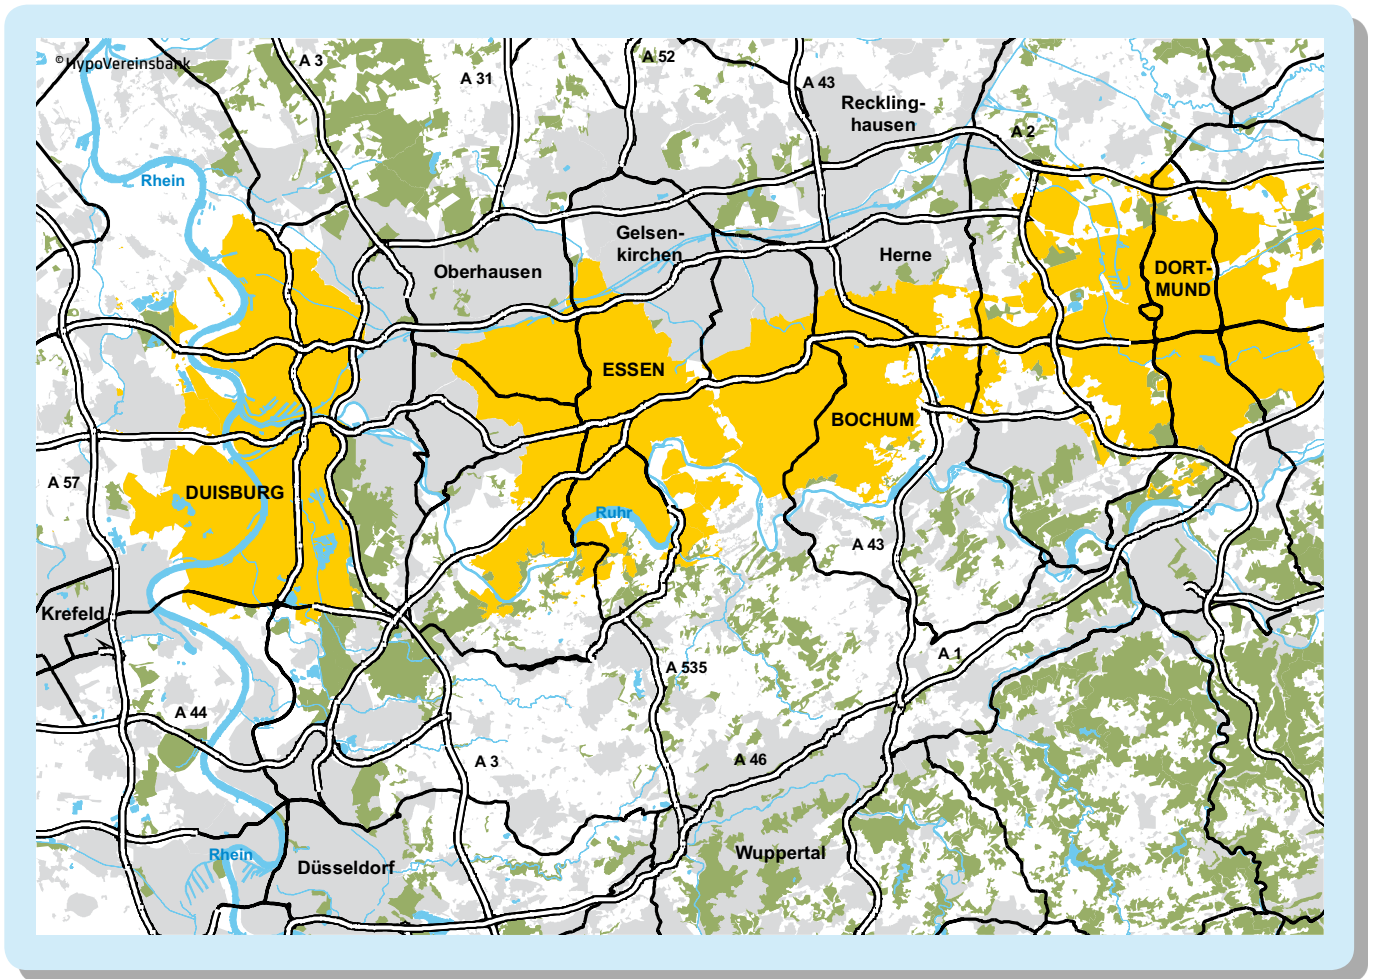 © HypoVereinsbank
A 3
A 31
A 52
A 43
Reckling-
hausen
A 2
Rhein
Gelsen-
kirchen
Herne
Oberhausen
DORT-
MUND
ESSEN
BOCHUM
A 57
DUISBURG
Ruhr
A 43
Krefeld
A 1
A 535
A 44
A 3
A 46
Rhein
Düsseldorf
Wuppertal